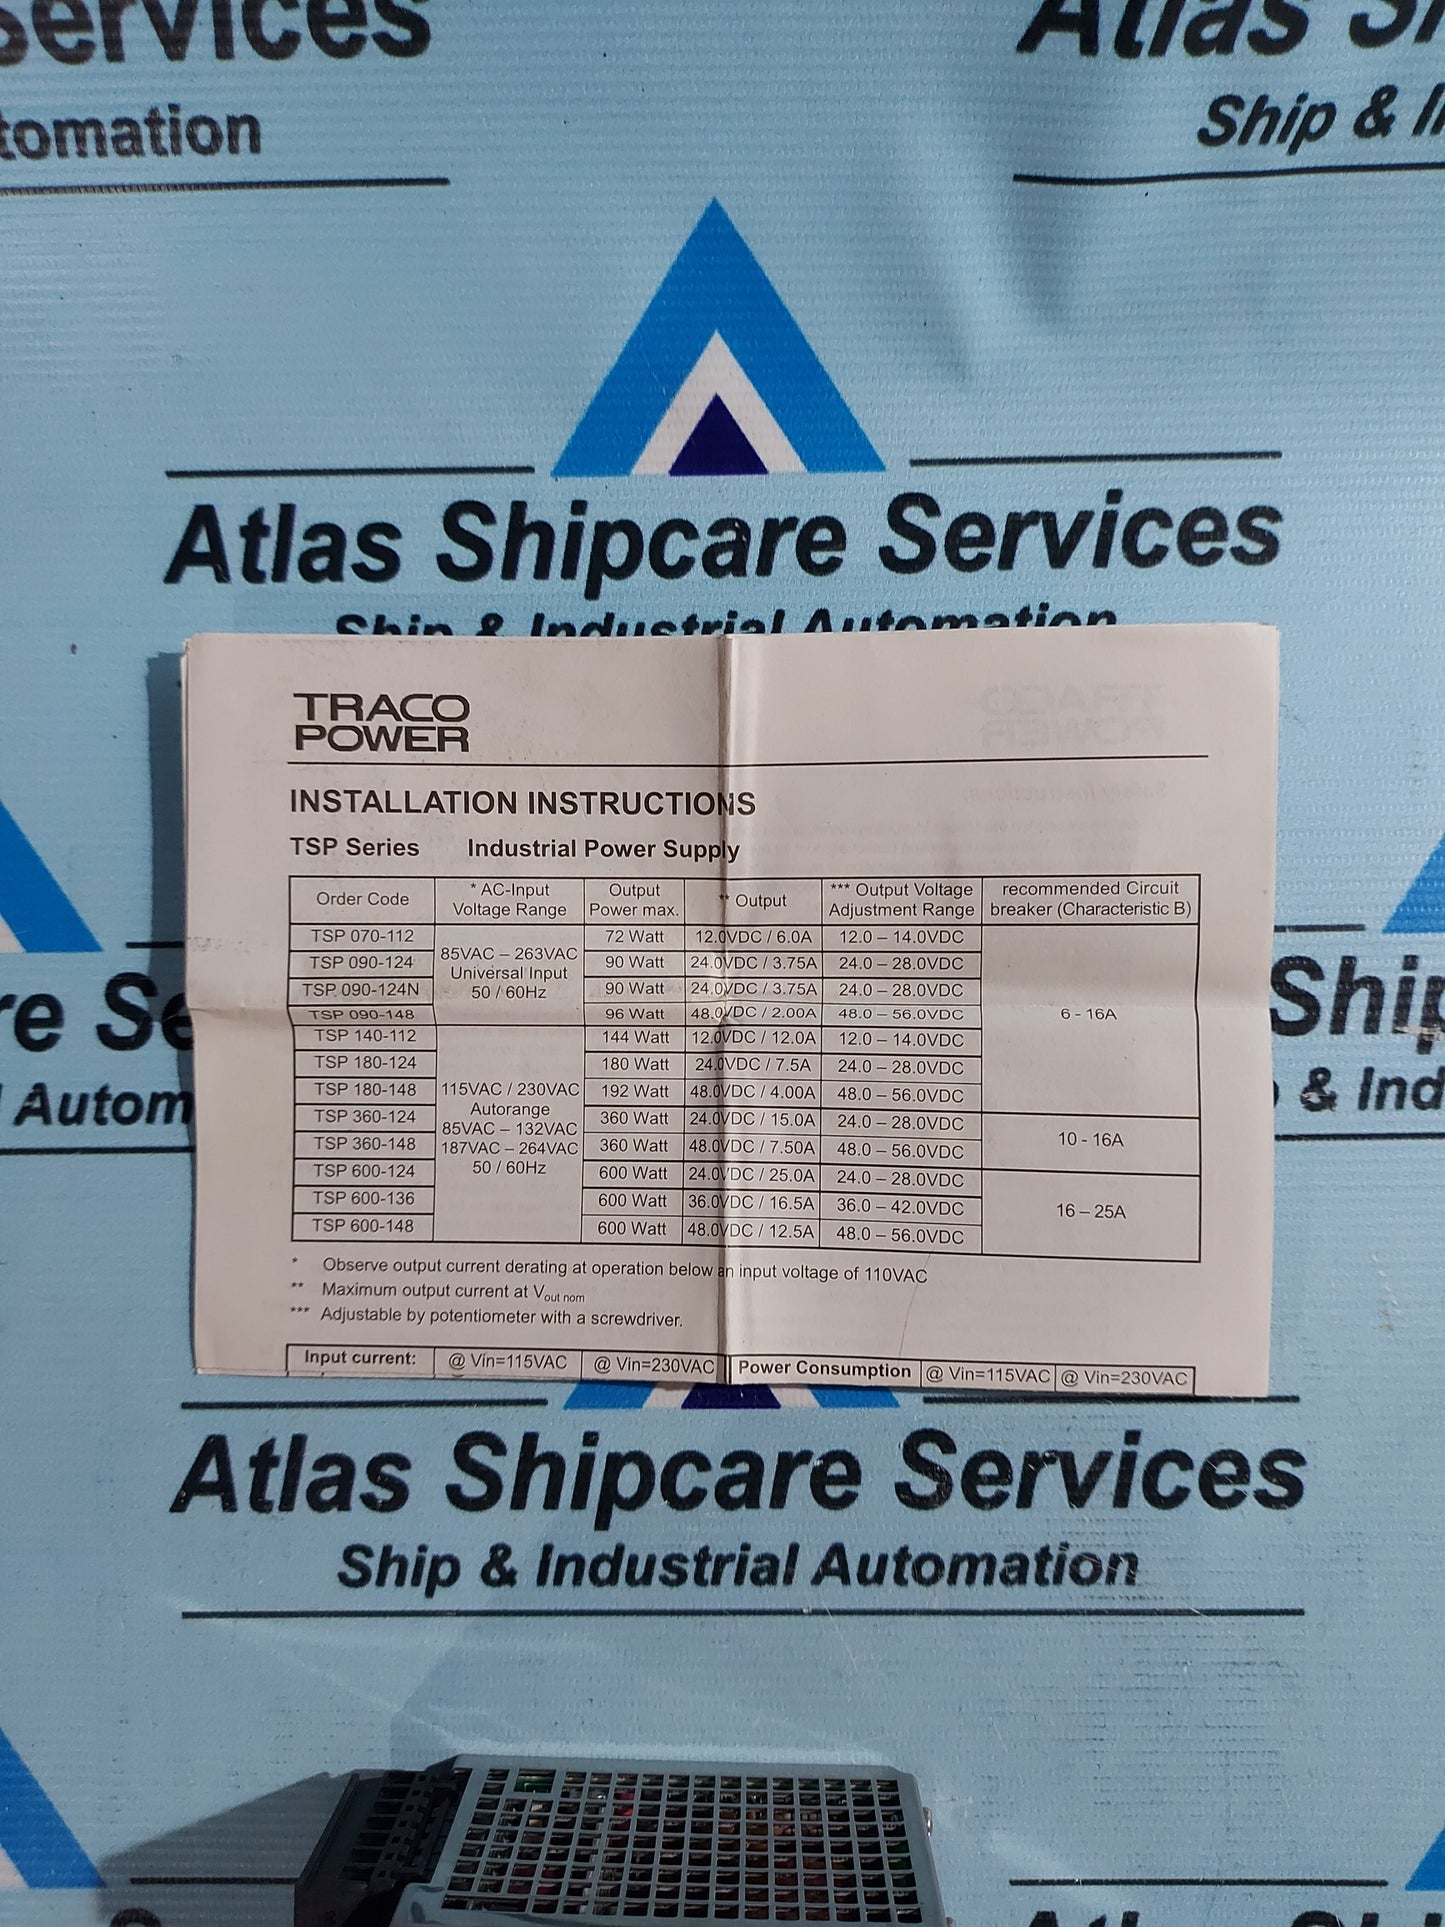 Services
tomation
Atlas
Ship &
Atlas Shipcare Services
Ship & Industrial Automation
TRACO
POWER
INSTALLATION INSTRUCTIONS
TSP Series Industrial Power Supply
Order Code * AC-Input Voltage Range Output Power max. ** Output *** Output Voltage Adjustment Range recommended Circuit breaker (Characteristic B)
TSP 070-112 72 Watt 12.0VDC / 6.0A 12.0 – 14.0VDC
TSP 090-124 85VAC – 263VAC 90 Watt 24.0VDC / 3.75A 24.0 – 28.0VDC
Universal Input
TSP 090-124N 50 / 60Hz 90 Watt 24.0VDC / 3.75A 24.0 – 28.0VDC
TSP 090-148 96 Watt 48.0VDC / 2.00A 48.0 – 56.0VDC 6 - 16A
TSP 140-112 144 Watt 12.0VDC / 12.0A 12.0 – 14.0VDC
TSP 180-124 180 Watt 24.0VDC / 7.5A 24.0 – 28.0VDC
TSP 180-148 115VAC / 230VAC 192 Watt 48.0VDC / 4.00A 48.0 – 56.0VDC
Autorange
TSP 360-124 85VAC – 132VAC 360 Watt 24.0VDC / 15.0A 24.0 – 28.0VDC
10 - 16A
TSP 360-148 187VAC – 264VAC 360 Watt 48.0VDC / 7.50A 48.0 – 56.0VDC
TSP 600-124 50 / 60Hz 600 Watt 24.0VDC / 25.0A 24.0 – 28.0VDC
TSP 600-136 600 Watt 36.0VDC / 16.5A 36.0 – 42.0VDC 16 – 25A
TSP 600-148 600 Watt 48.0VDC / 12.5A 48.0 – 56.0VDC
* Observe output current derating at operation below an input voltage of 110VAC
** Maximum output current at Vout nom
*** Adjustable by potentiometer with a screwdriver.
Input current: @ Vin=115VAC @ Vin=230VAC Power Consumption @ Vin=115VAC @ Vin=230VAC
re Se
Autom
Ship
& Ind
Atlas Shipcare Services
Ship & Industrial Automation